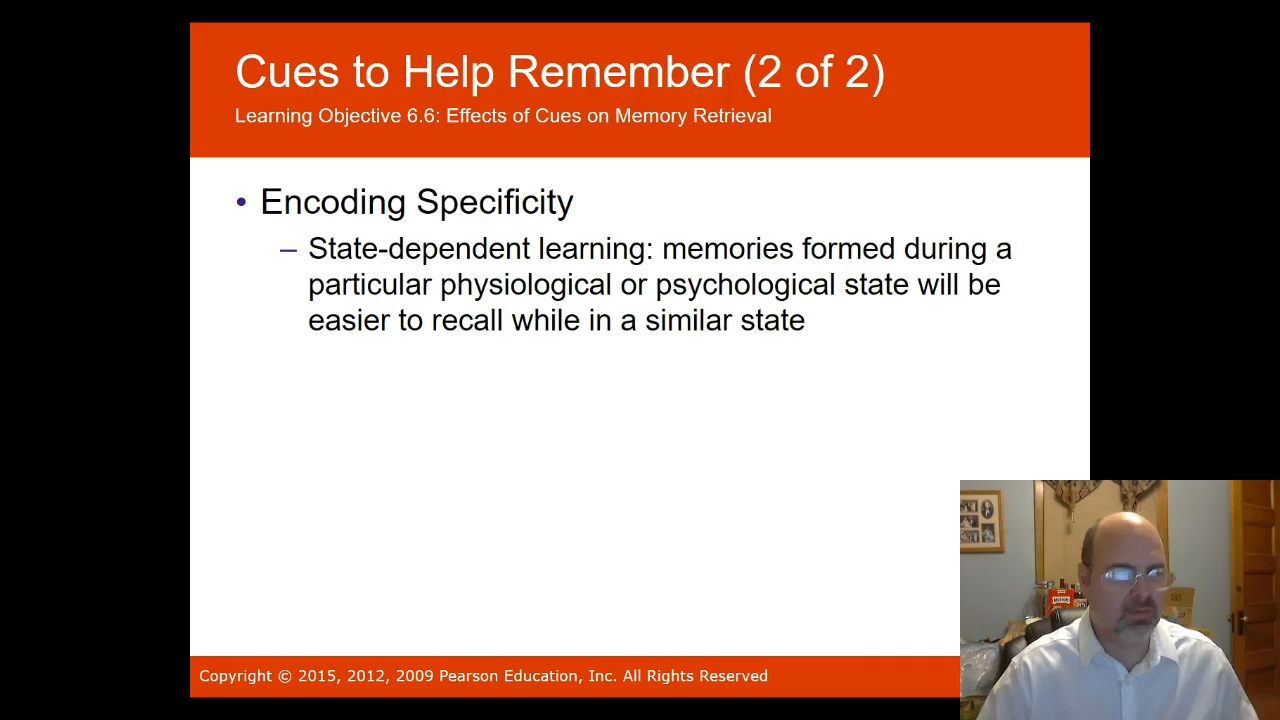 Cues to Help Remember (2 of 2)
Learning Objective 6.6: Effects of Cues on Memory Retrieval
• Encoding Specificity
– State-dependent learning: memories formed during a
particular physiological or psychological state will be
easier to recall while in a similar state
Copyright © 2015, 2012, 2009 Pearson Education, Inc. All Rights Reserved